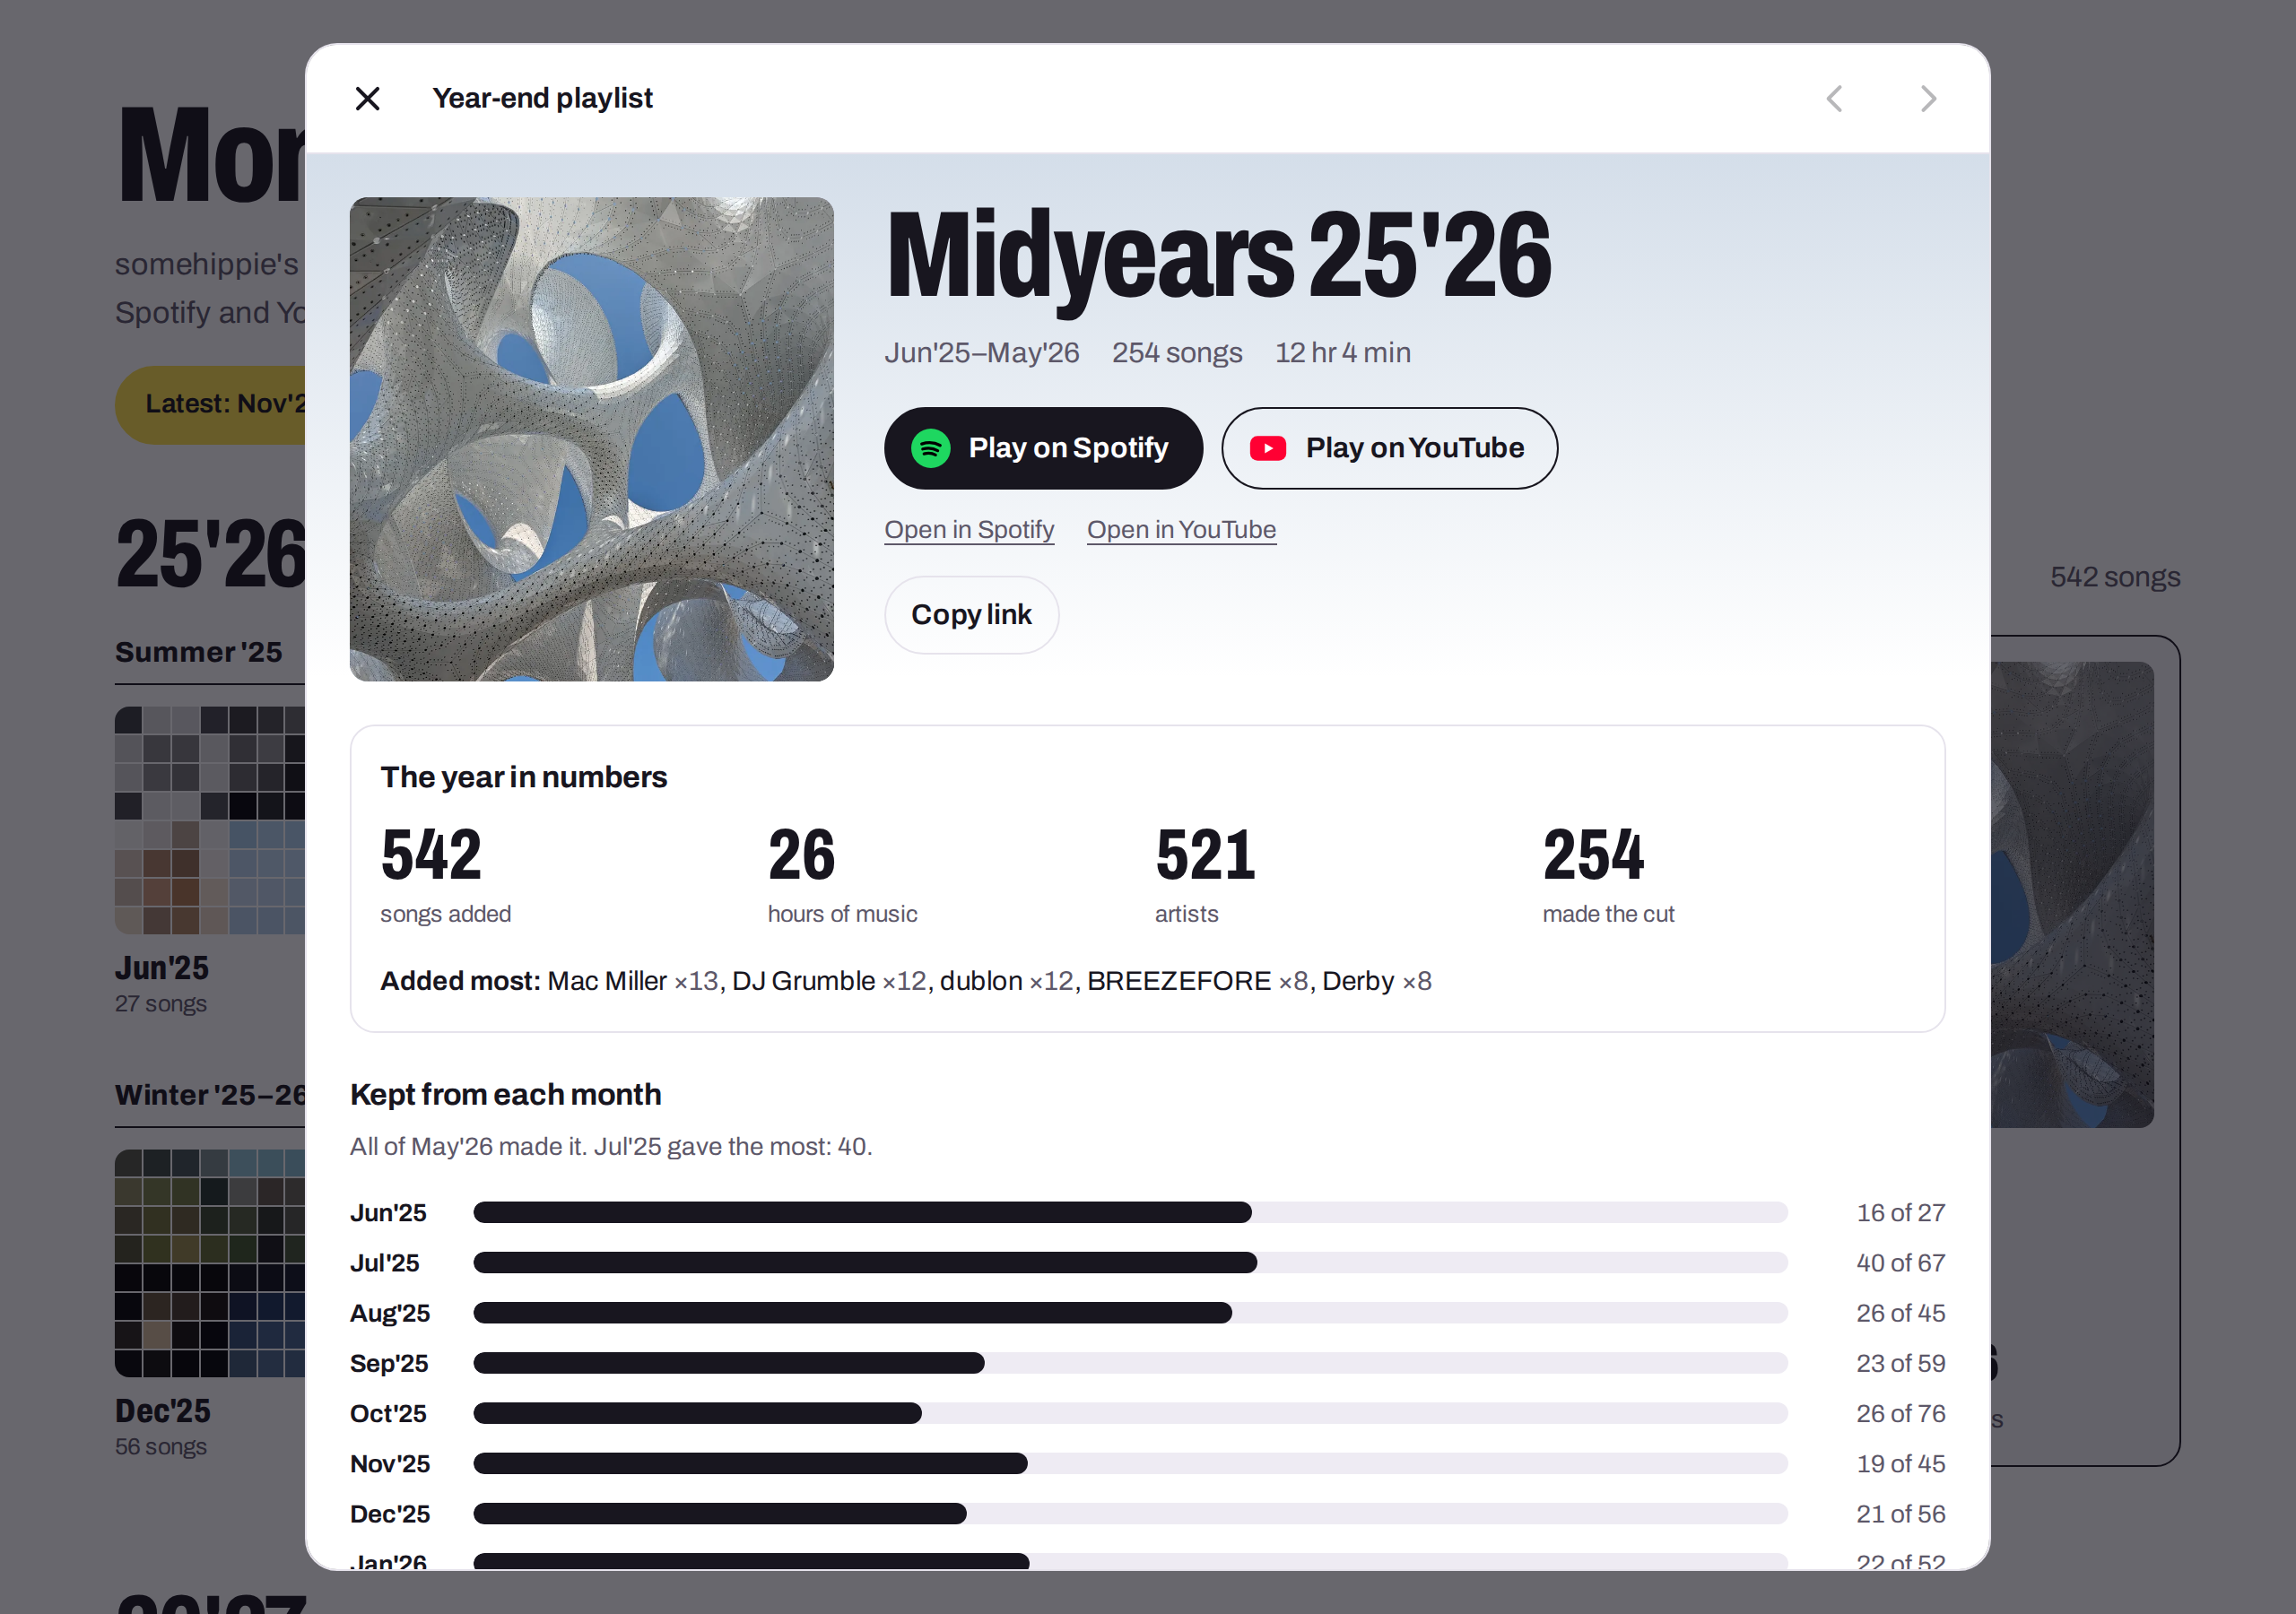 Mon
somehippie's
Spotify and Yo
Latest: Nov'2
25'26
542 songs
Summer '25
Jun'25
27 songs
Winter '25–26
Dec'25
56 songs
Year-end playlist
Midyears 25'26
Jun'25–May'26 254 songs 12 hr 4 min
Play on Spotify Play on YouTube
Open in Spotify Open in YouTube
Copy link
The year in numbers
542 26 521 254
songs added hours of music artists made the cut
Added most: Mac Miller ×13, DJ Grumble ×12, dublon ×12, BREEZEFORE ×8, Derby ×8
Kept from each month
All of May'26 made it. Jul'25 gave the most: 40.
Jun'25 16 of 27
Jul'25 40 of 67
Aug'25 26 of 45
Sep'25 23 of 59
Oct'25 26 of 76
Nov'25 19 of 45
Dec'25 21 of 56
Jan'26 22 of 52